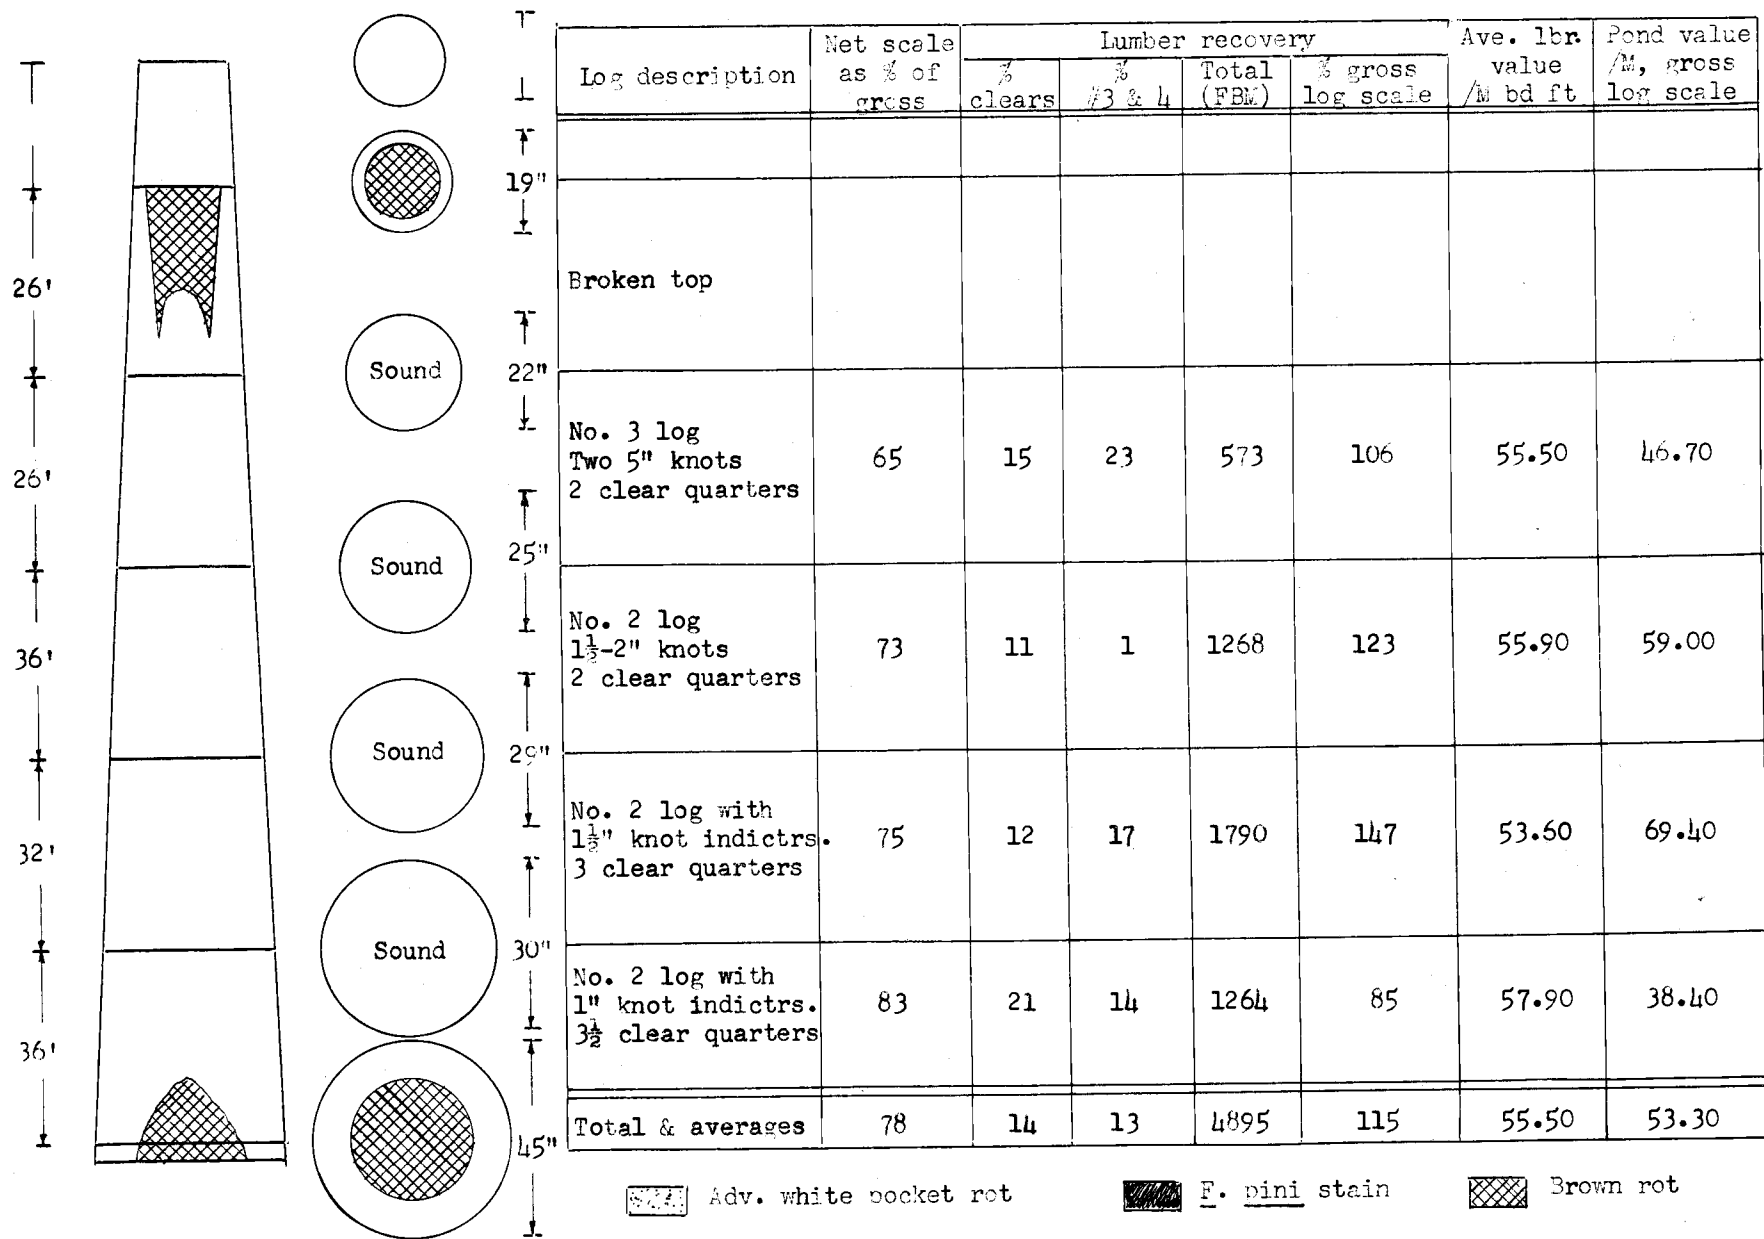 Log description
Net scale
as % of
gross
Lumber recovery
%
clears
%
#3 & 4
Total
(FBM)
% gross
log scale
Ave. lbr.
value
/M bd ft
Pond value
/M, gross
log scale
19"
26'
Broken top
Sound
22"
26'
No. 3 log
Two 5" knots
2 clear quarters
65 15 23 573 106 55.50 46.70
Sound
25"
36'
No. 2 log
1½-2" knots
2 clear quarters
73 11 1 1268 123 55.90 59.00
Sound
29"
32'
No. 2 log with
1½" knot indictrs.
3 clear quarters
75 12 17 1790 147 53.60 69.40
Sound
30"
36'
No. 2 log with
1" knot indictrs.
3½ clear quarters
83 21 14 1264 85 57.90 38.40
45"
Total & averages 78 14 13 4895 115 55.50 53.30
Adv. white pocket rot
F. pini stain
Brown rot